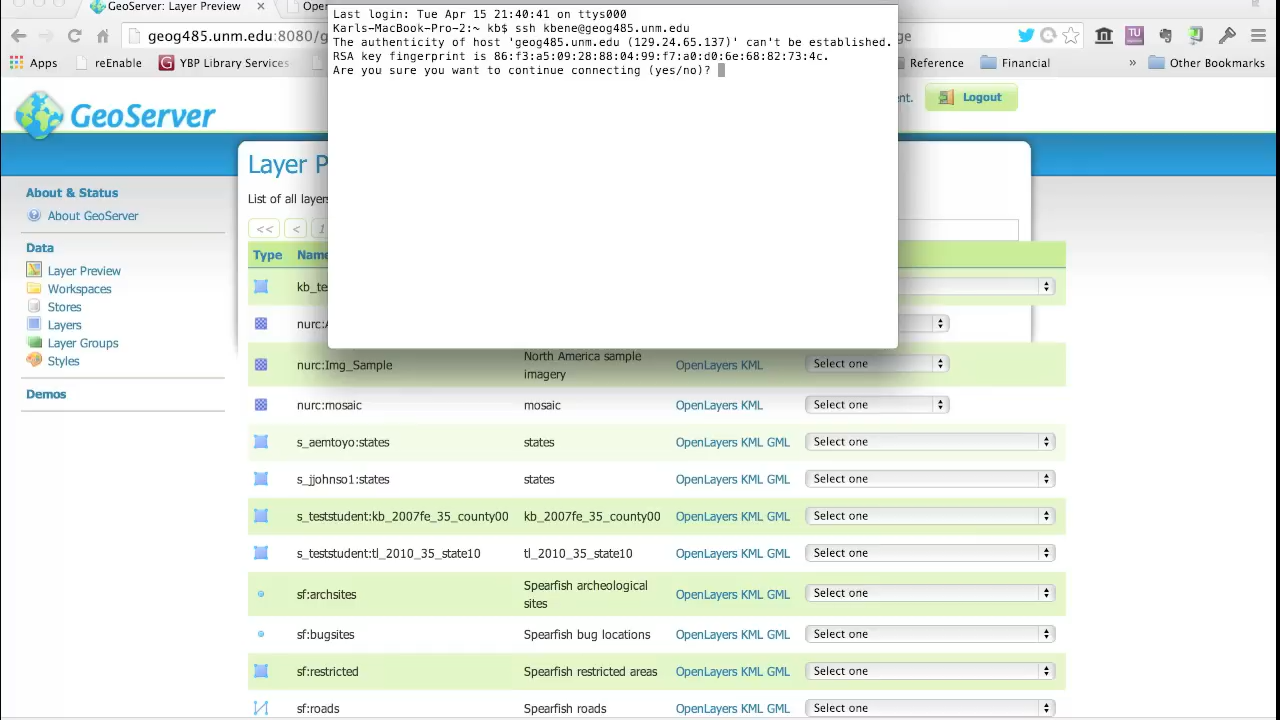 GeoServer: Layer Preview
Open
geog485.unm.edu:8080/g
ge
Apps
reEnable
YBP Library Services
Reference
Financial
»
Other Bookmarks
Last login: Tue Apr 15 21:40:41 on ttys000
Karls-MacBook-Pro-2:~ kb$ ssh kbene@geog485.unm.edu
The authenticity of host 'geog485.unm.edu (129.24.65.137)' can't be established.
RSA key fingerprint is 86:f3:a5:09:28:88:04:99:f7:a0:d0:6e:68:82:73:4c.
Are you sure you want to continue connecting (yes/no)?
GeoServer
nt.
Logout
About & Status
About GeoServer
Data
Layer Preview
Workspaces
Stores
Layers
Layer Groups
Styles
Demos
Layer P
List of all layers
<< < 1
Type Name
kb_te
nurc:A
nurc:Img_Sample North America sample imagery OpenLayers KML Select one
nurc:mosaic mosaic OpenLayers KML Select one
s_aemtoyo:states states OpenLayers KML GML Select one
s_jjohnso1:states states OpenLayers KML GML Select one
s_teststudent:kb_2007fe_35_county00 kb_2007fe_35_county00 OpenLayers KML GML Select one
s_teststudent:tl_2010_35_state10 tl_2010_35_state10 OpenLayers KML GML Select one
sf:archsites Spearfish archeological sites OpenLayers KML GML Select one
sf:bugsites Spearfish bug locations OpenLayers KML GML Select one
sf:restricted Spearfish restricted areas OpenLayers KML GML Select one
sf:roads Spearfish roads OpenLayers KML GML Select one